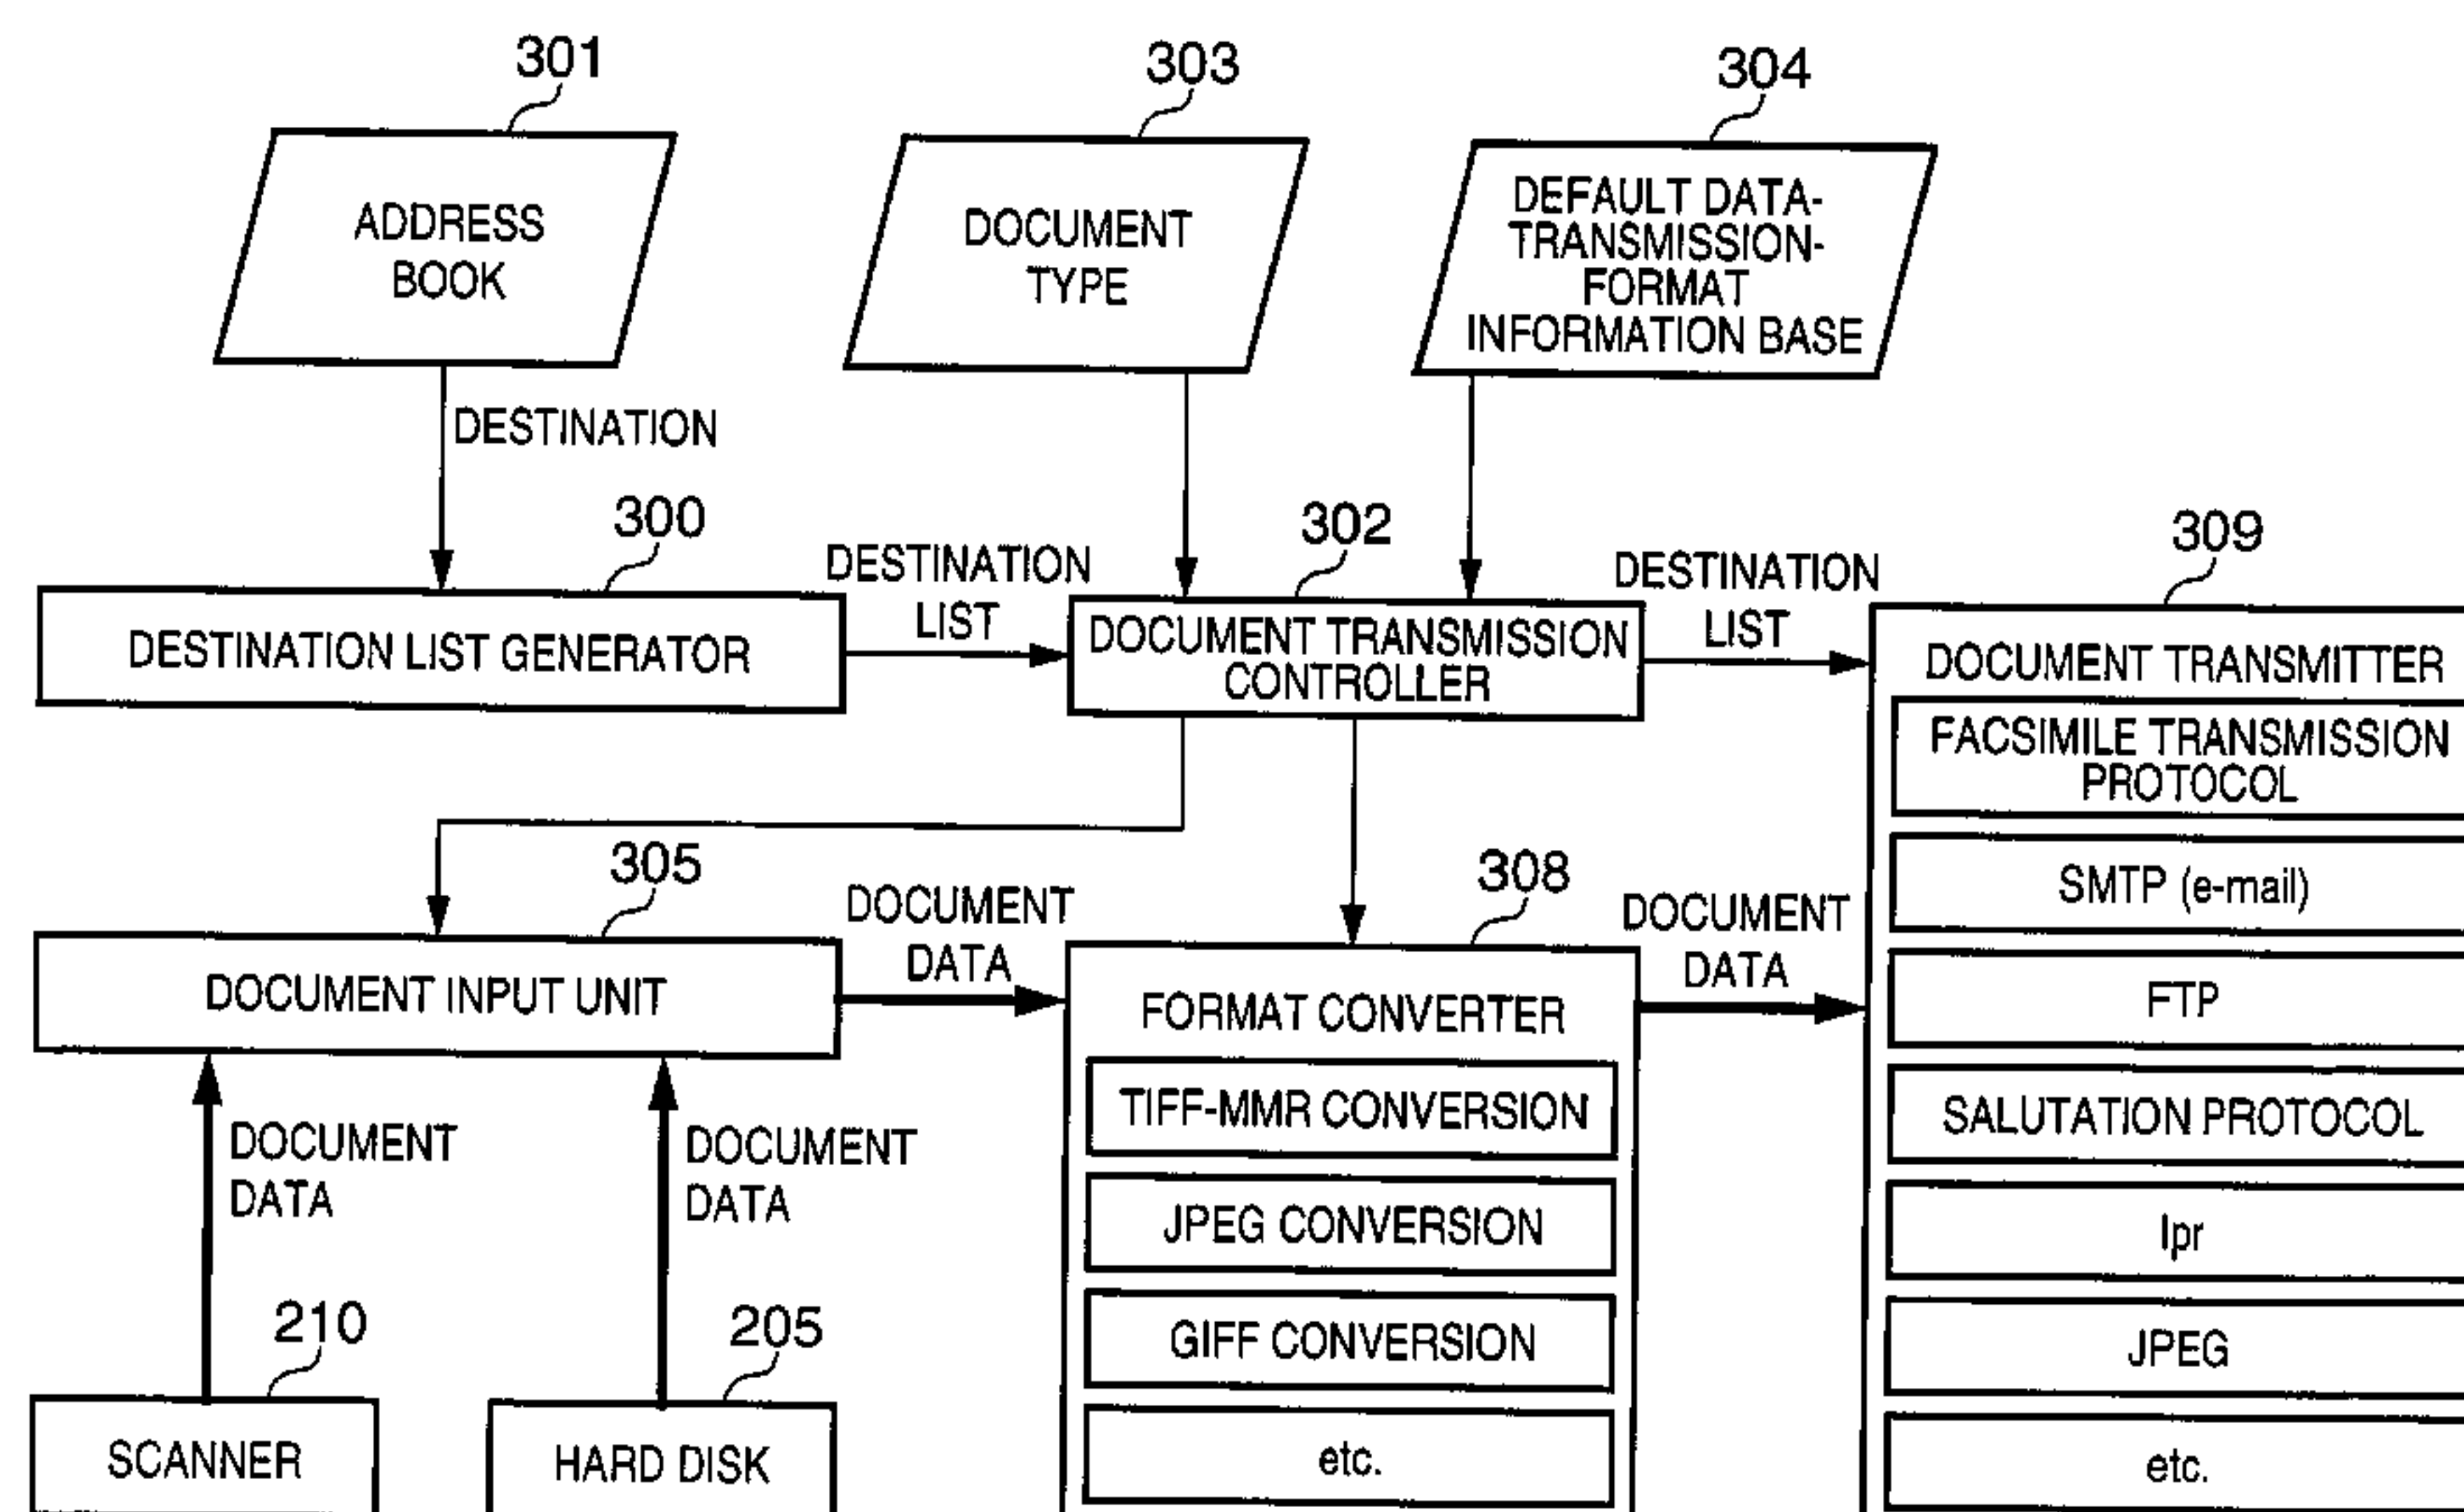 301
303
304
ADDRESS
BOOK
DOCUMENT
TYPE
DEFAULT DATA-
TRANSMISSION-
FORMAT
INFORMATION BASE
DESTINATION
300
DESTINATION
LIST
302
DESTINATION
LIST
309
DESTINATION LIST GENERATOR
DOCUMENT TRANSMISSION
CONTROLLER
DOCUMENT TRANSMITTER
FACSIMILE TRANSMISSION
PROTOCOL
SMTP (e-mail)
FTP
SALUTATION PROTOCOL
lpr
JPEG
etc.
305
DOCUMENT
DATA
308
DOCUMENT
DATA
DOCUMENT INPUT UNIT
FORMAT CONVERTER
TIFF-MMR CONVERSION
JPEG CONVERSION
GIFF CONVERSION
etc.
DOCUMENT
DATA
DOCUMENT
DATA
210
205
SCANNER
HARD DISK